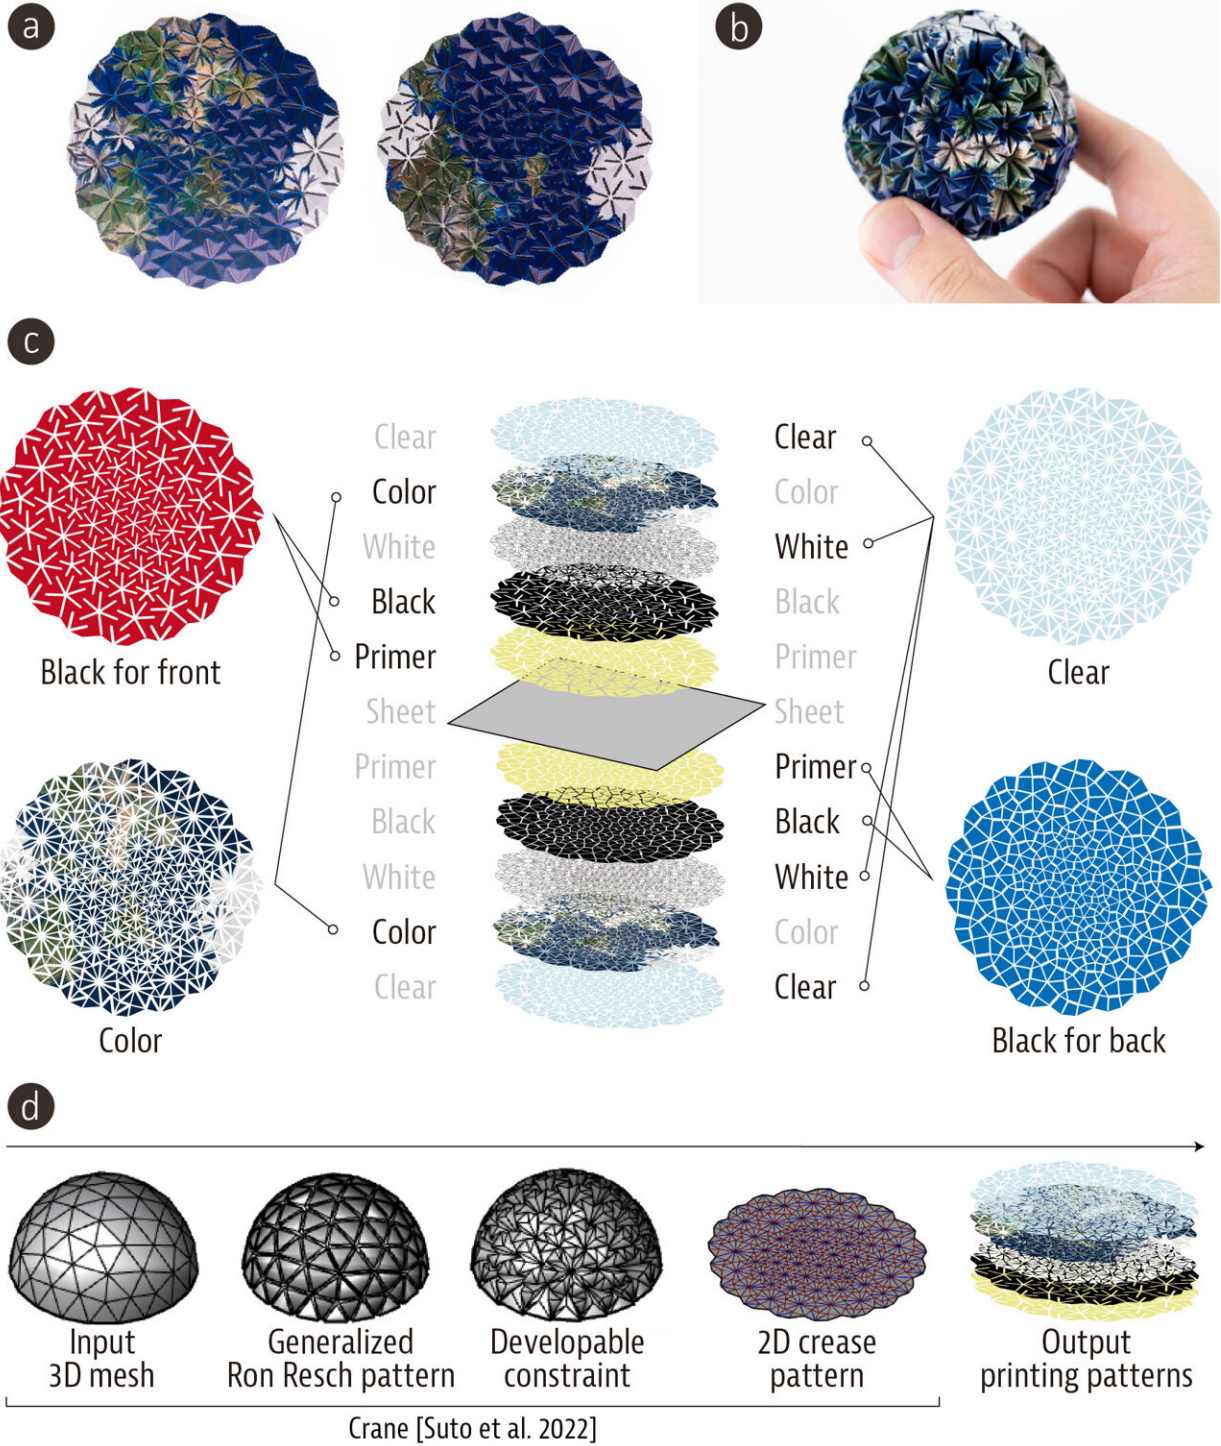 a
b
c
Clear
Color
White
Black
Primer
Sheet
Primer
Black
White
Color
Clear
Clear
Color
White
Black
Primer
Sheet
Primer
Black
White
Color
Clear
Black for front
Color
Clear
Black for back
d
Input
3D mesh
Generalized
Ron Resch pattern
Developable
constraint
2D crease
pattern
Output
printing patterns
Crane [Suto et al. 2022]